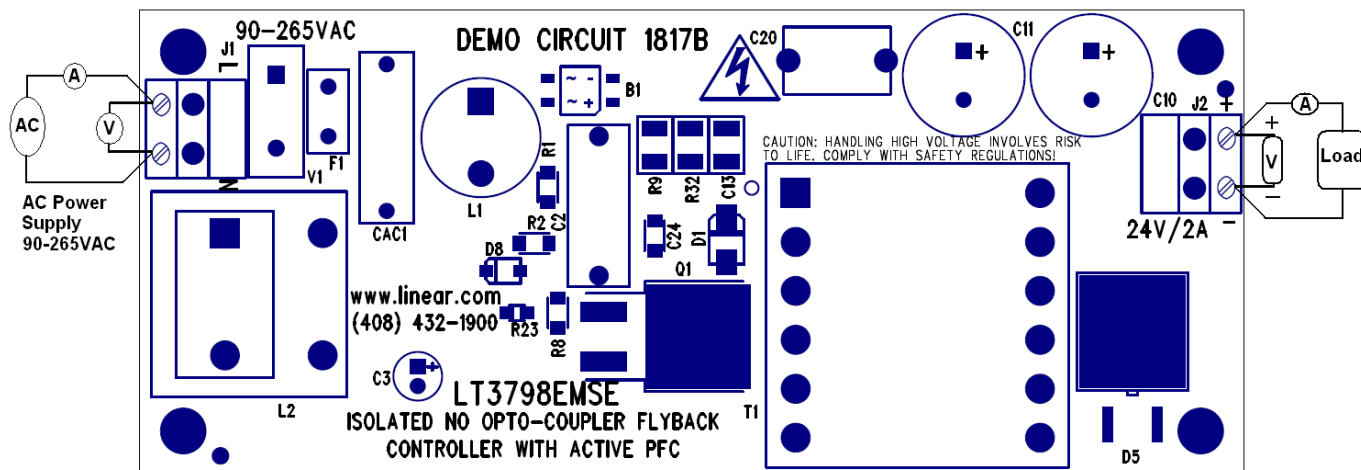 90-265VAC
J1
L
N
A
AC
V
AC Power
Supply
90-265VAC
V1
F1
CAC1
DEMO CIRCUIT 1817B
L1
~ -
~ +
B1
C20
+
C11
+
CAUTION: HANDLING HIGH VOLTAGE INVOLVES RISK
TO LIFE. COMPLY WITH SAFETY REGULATIONS!
C10
J2
+
-
24V/2A
A
+
V
-
Load
R1
R2
C2
D8
R9
R32
C13
C24
D1
Q1
R23
R8
www.linear.com
(408) 432-1900
C3
+
L2
LT3798EMSE
ISOLATED NO OPTO-COUPLER FLYBACK
CONTROLLER WITH ACTIVE PFC
T1
D5